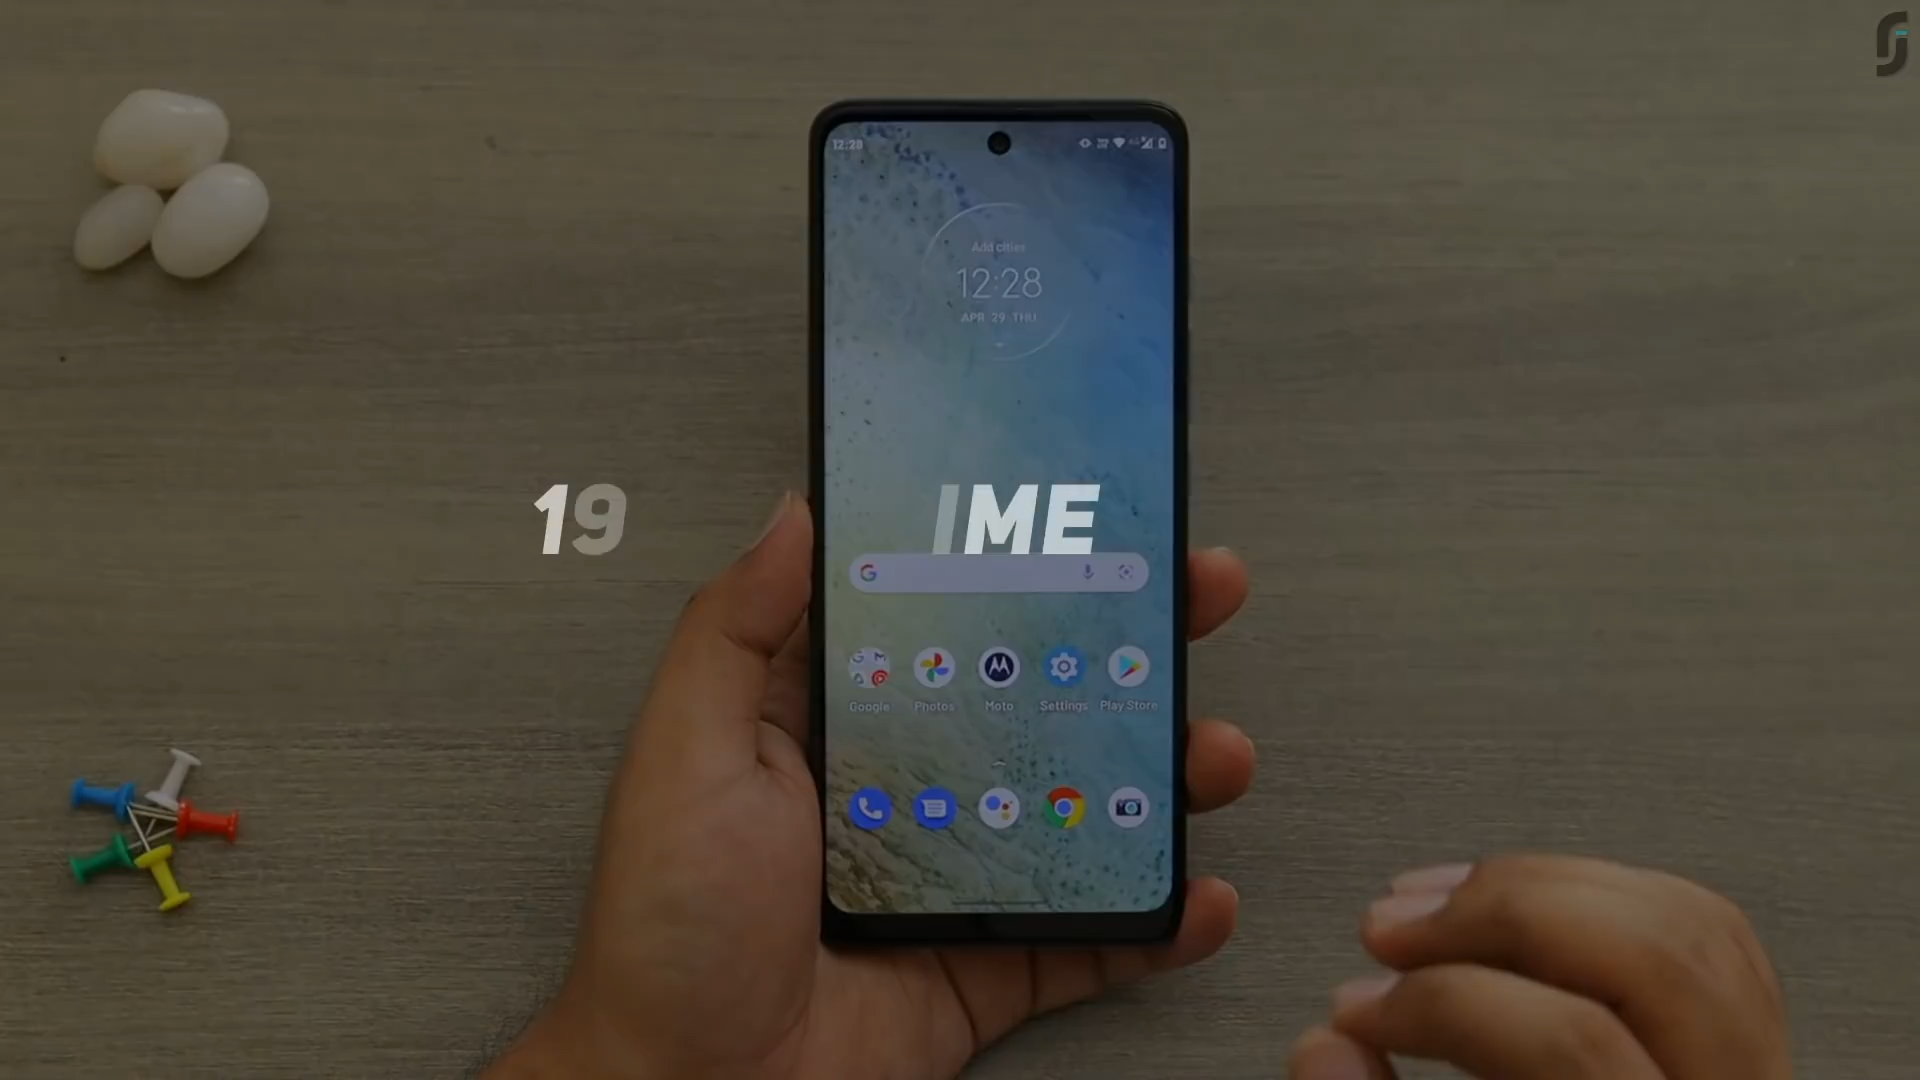 12:28
Add cities
12:28
APR 29 THU
19 IME
Google Photos Moto Settings Play Store